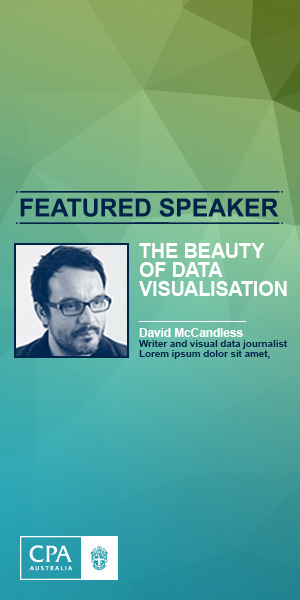 FEATURED SPEAKER
THE BEAUTY
OF DATA
VISUALISATION
David McCandless
Writer and visual data journalist
Lorem ipsum dolor sit amet,
CPA
AUSTRALIA